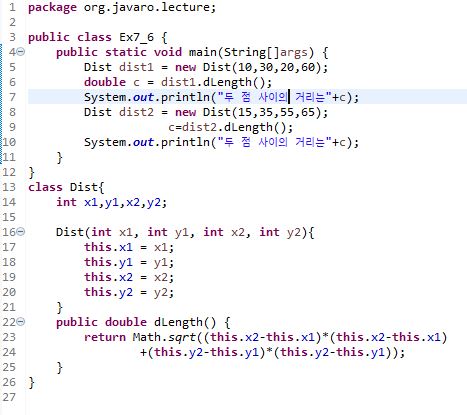 1 package org.javaro.lecture;
2
3 public class Ex7_6 {
4 public static void main(String[]args) {
5 Dist dist1 = new Dist(10,30,20,60);
6 double c = dist1.dLength();
7 System.out.println("두 점 사이의 거리는"+c);
8 Dist dist2 = new Dist(15,35,55,65);
9 c=dist2.dLength();
10 System.out.println("두 점 사이의 거리는"+c);
11 }
12 }
13 class Dist{
14 int x1,y1,x2,y2;
15
16 Dist(int x1, int y1, int x2, int y2){
17 this.x1 = x1;
18 this.y1 = y1;
19 this.x2 = x2;
20 this.y2 = y2;
21 }
22 public double dLength() {
23 return Math.sqrt((this.x2-this.x1)*(this.x2-this.x1)
24 +(this.y2-this.y1)*(this.y2-this.y1));
25 }
26 }
27